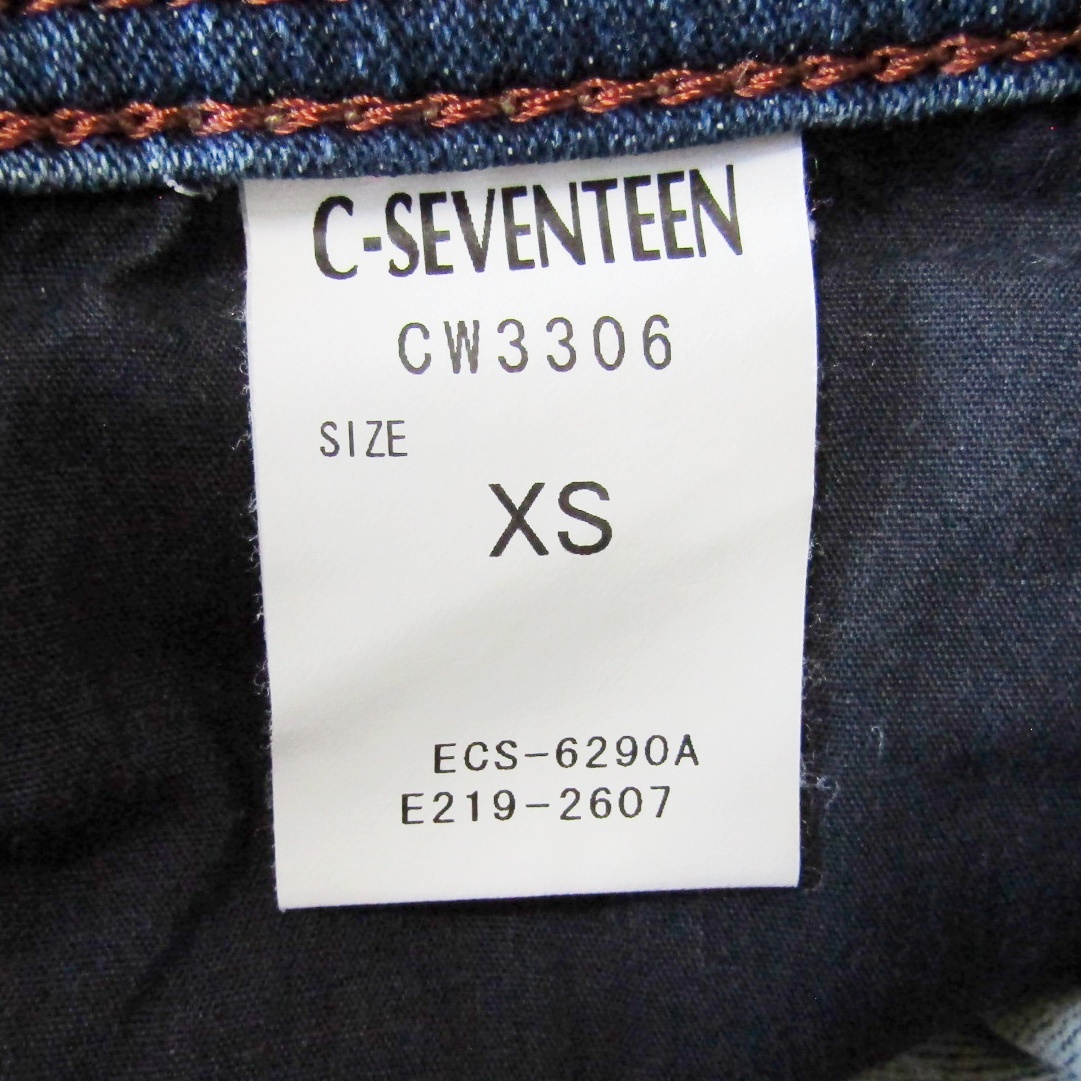 C-SEVENTEEN
CW3306
SIZE
XS
ECS-6290A
E219-2607